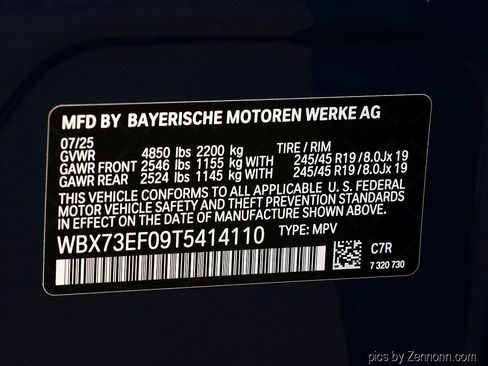 MFD BY BAYERISCHE MOTOREN WERKE AG
07/25
GVWR 4850 lbs 2200 kg TIRE / RIM
GAWR FRONT 2546 lbs 1155 kg WITH 245/45 R19 / 8.0Jx 19
GAWR REAR 2524 lbs 1145 kg WITH 245/45 R19 / 8.0Jx 19
THIS VEHICLE CONFORMS TO ALL APPLICABLE U. S. FEDERAL
MOTOR VEHICLE SAFETY AND THEFT PREVENTION STANDARDS
IN EFFECT ON THE DATE OF MANUFACTURE SHOWN ABOVE.
WBX73EF09T5414110 TYPE: MPV
C7R
7 320 730
pics by Zennonn.com